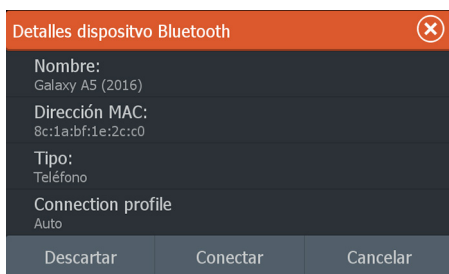 Detalles dispositvo Bluetooth
Nombre:
Galaxy A5 (2016)
Dirección MAC:
8c:1a:bf:1e:2c:c0
Tipo:
Teléfono
Connection profile
Auto
Descartar Conectar Cancelar